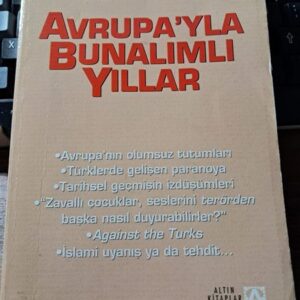 AVRUPA'YLA
BUNALIMLI
YILLAR
•Avrupa'nın olumsuz tutumları
•Türklerde gelişen paranoya
•Tarihsel geçmişin izdüşümleri
•"Zavallı çocuklar, seslerini terörden
başka nasıl duyurabilirler?"
•Against the Turks
•İslami uyanış ya da tehdit...
ALTIN
KİTAPLAR